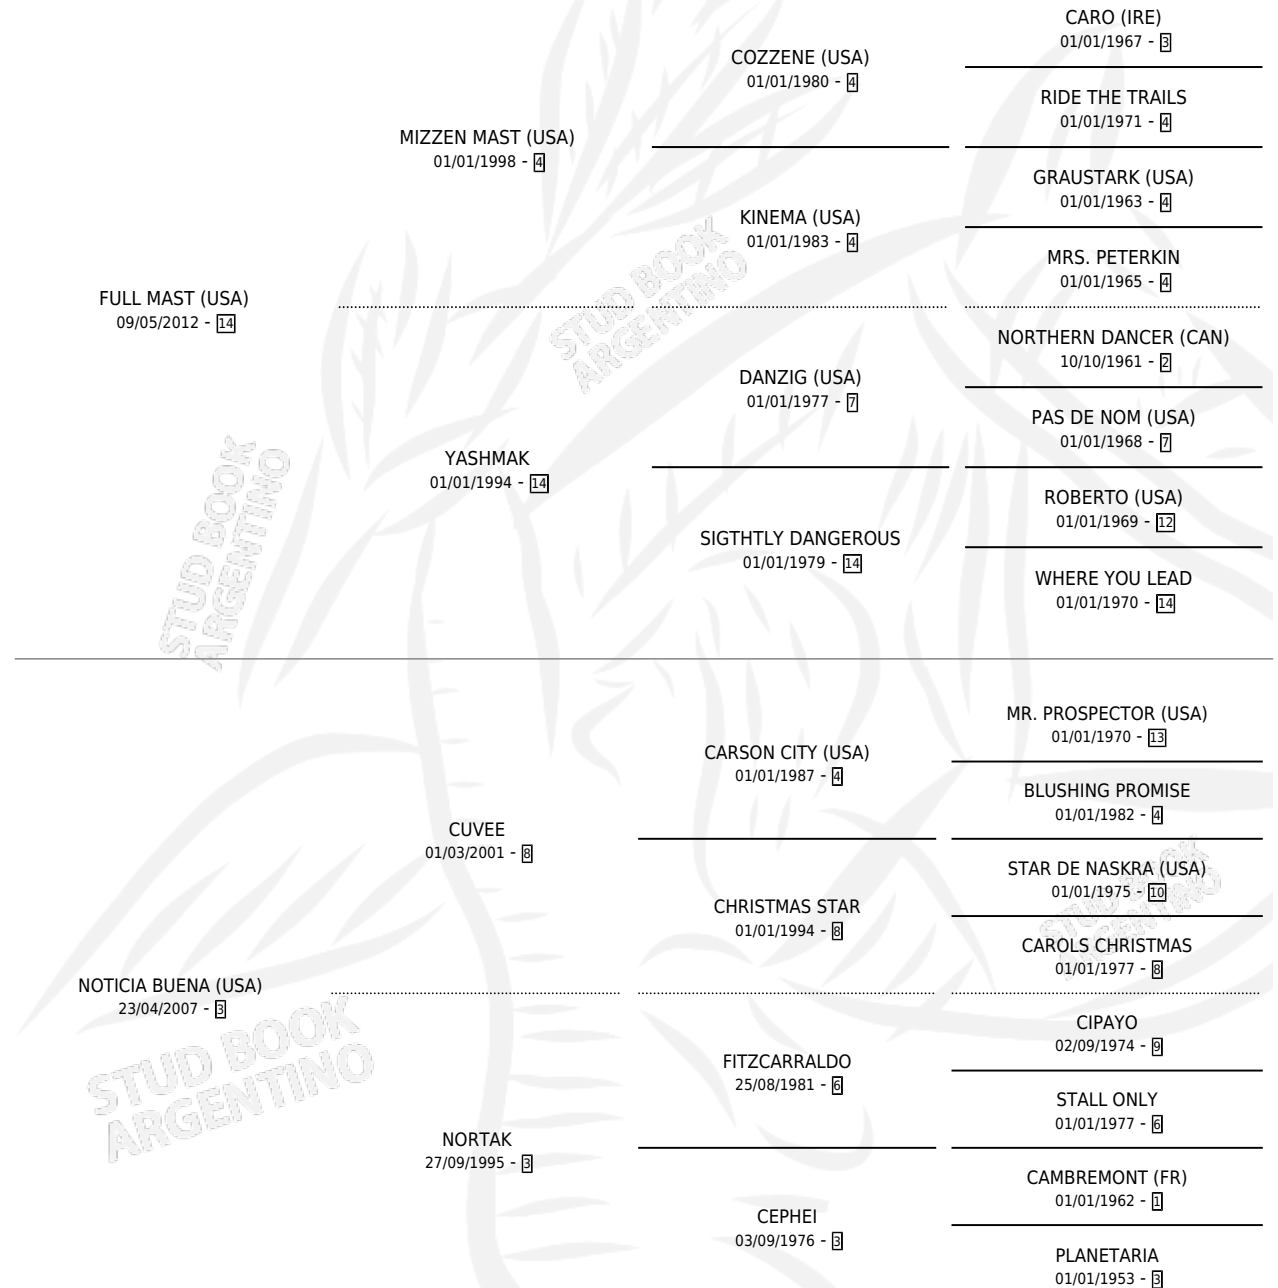 CARO (IRE)
01/01/1967 - 3
COZZENE (USA)
01/01/1980 - 4
RIDE THE TRAILS
01/01/1971 - 4
MIZZEN MAST (USA)
01/01/1998 - 4
GRAUSTARK (USA)
01/01/1963 - 4
KINEMA (USA)
01/01/1983 - 4
MRS. PETERKIN
01/01/1965 - 4
FULL MAST (USA)
09/05/2012 - 14
NORTHERN DANCER (CAN)
10/10/1961 - 2
DANZIG (USA)
01/01/1977 - 7
PAS DE NOM (USA)
01/01/1968 - 7
YASHMAK
01/01/1994 - 14
ROBERTO (USA)
01/01/1969 - 12
SIGTHTLY DANGEROUS
01/01/1979 - 14
WHERE YOU LEAD
01/01/1970 - 14
MR. PROSPECTOR (USA)
01/01/1970 - 13
CARSON CITY (USA)
01/01/1987 - 4
BLUSHING PROMISE
01/01/1982 - 4
CUVEE
01/03/2001 - 8
STAR DE NASKRA (USA)
01/01/1975 - 10
CHRISTMAS STAR
01/01/1994 - 8
CAROLS CHRISTMAS
01/01/1977 - 8
NOTICIA BUENA (USA)
23/04/2007 - 3
CIPAYO
02/09/1974 - 9
FITZCARRALDO
25/08/1981 - 6
STALL ONLY
01/01/1977 - 6
NORTAK
27/09/1995 - 3
CAMBREMONT (FR)
01/01/1962 - 1
CEPHEI
03/09/1976 - 3
PLANETARIA
01/01/1953 - 3
STUD BOOK
ARGENTINO
STUD BOOK
ARGENTINO
STUD BOOK
ARGENTINO
STUD BOOK
ARGENTINO